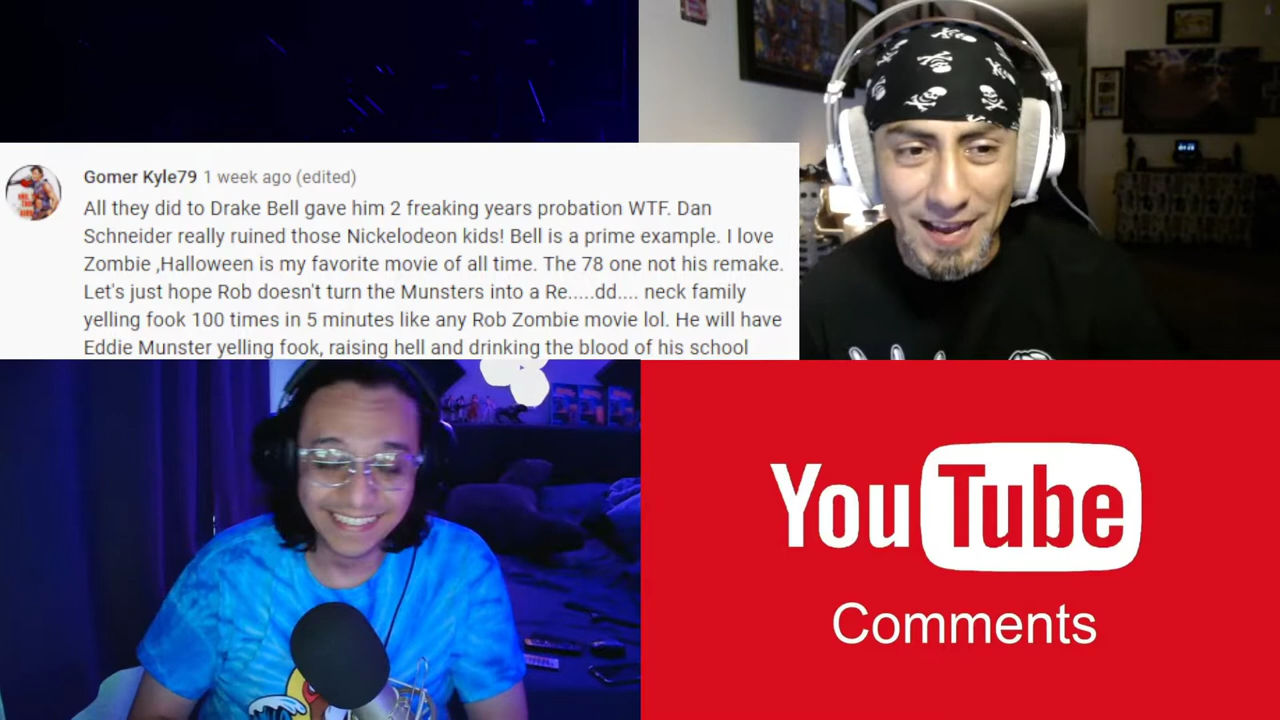 Gomer Kyle79 1 week ago (edited)
All they did to Drake Bell gave him 2 freaking years probation WTF. Dan
Schneider really ruined those Nickelodeon kids! Bell is a prime example. I love
Zombie ,Halloween is my favorite movie of all time. The 78 one not his remake.
Let's just hope Rob doesn't turn the Munsters into a Re.....dd.... neck family
yelling fook 100 times in 5 minutes like any Rob Zombie movie lol. He will have
Eddie Munster yelling fook, raising hell and drinking the blood of his school
YouTube
Comments